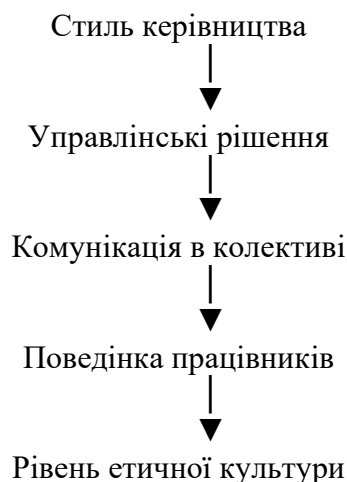 Стиль керівництва
Управлінські рішення
Комунікація в колективі
Поведінка працівників
Рівень етичної культури